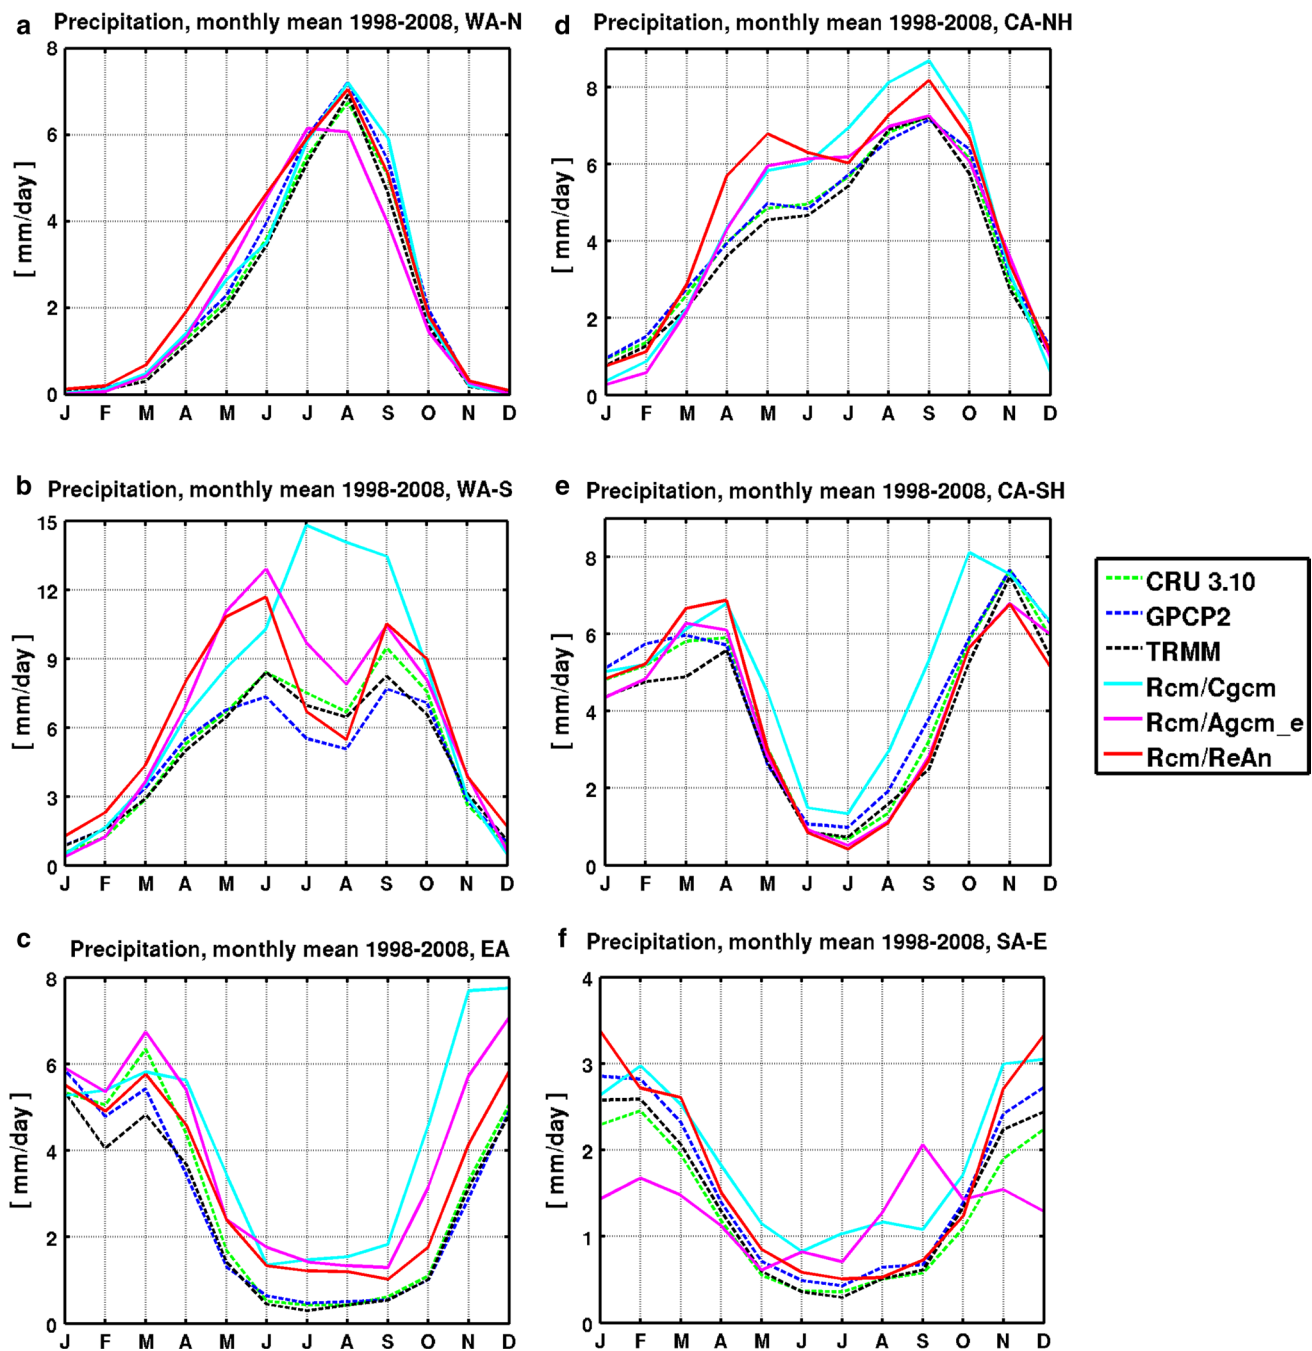 a Precipitation, monthly mean 1998-2008, WA-N
[ mm/day ]
8
6
4
2
0
J F M A M J J A S O N D
d Precipitation, monthly mean 1998-2008, CA-NH
[ mm/day ]
8
6
4
2
0
J F M A M J J A S O N D
b Precipitation, monthly mean 1998-2008, WA-S
[ mm/day ]
15
12
9
6
3
0
J F M A M J J A S O N D
e Precipitation, monthly mean 1998-2008, CA-SH
[ mm/day ]
8
6
4
2
0
J F M A M J J A S O N D
CRU 3.10
GPCP2
TRMM
Rcm/Cgcm
Rcm/Agcm_e
Rcm/ReAn
c Precipitation, monthly mean 1998-2008, EA
[ mm/day ]
8
6
4
2
0
J F M A M J J A S O N D
f Precipitation, monthly mean 1998-2008, SA-E
[ mm/day ]
4
3
2
1
0
J F M A M J J A S O N D